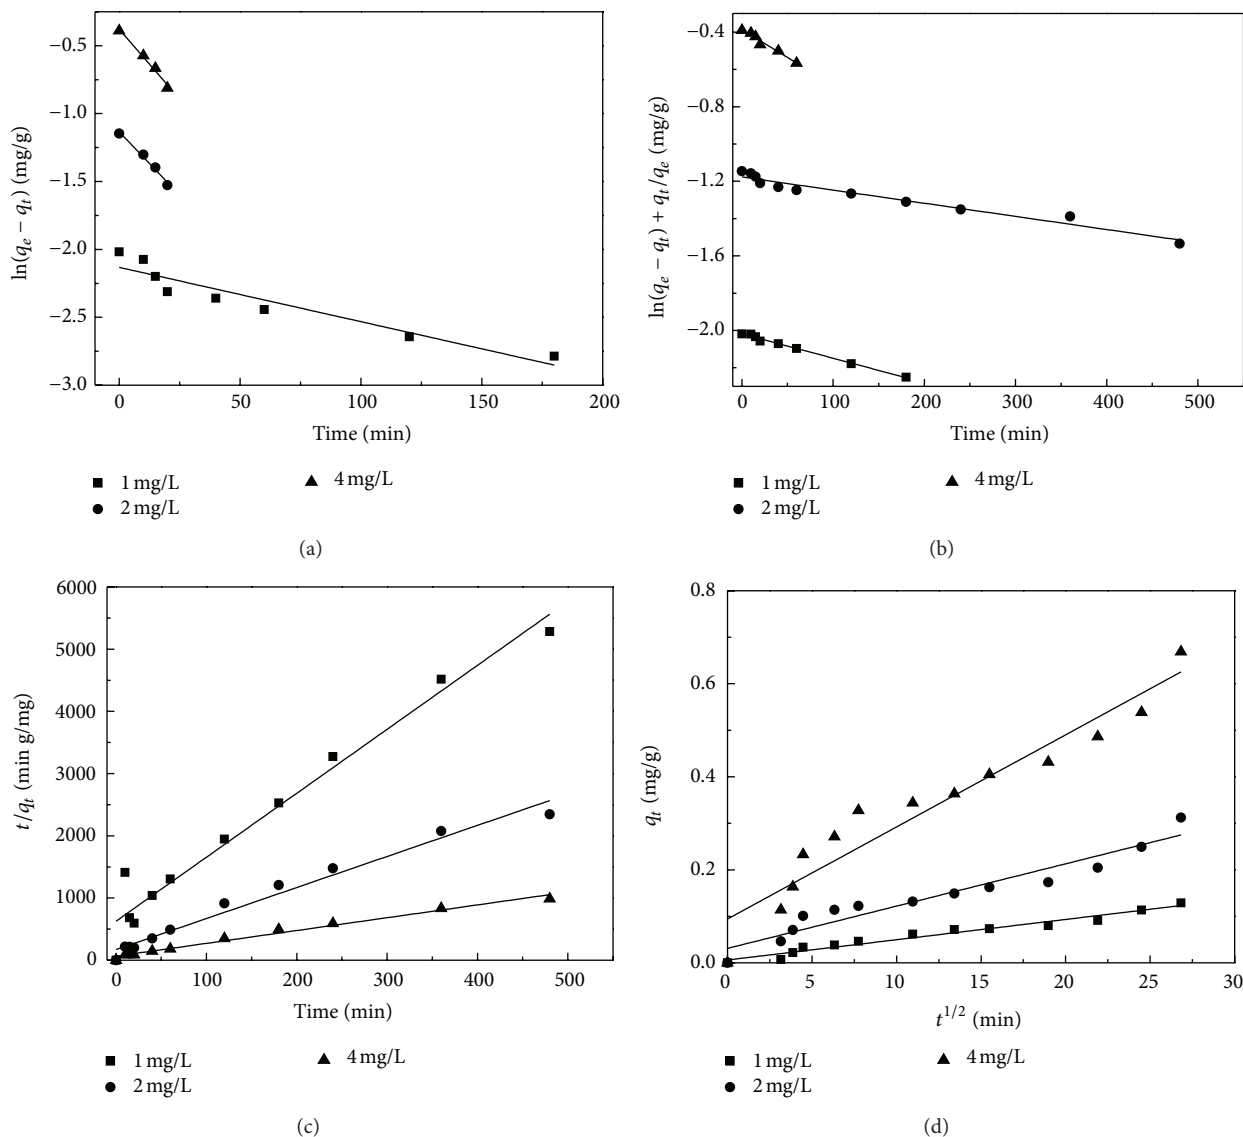 ln(qₑ − qₜ) (mg/g)
−0.5
−1.0
−1.5
−2.0
−2.5
−3.0
0 50 100 150 200
Time (min)
1 mg/L 4 mg/L
2 mg/L
(a)
ln(qₑ − qₜ) + qₜ/qₑ (mg/g)
−0.4
−0.8
−1.2
−1.6
−2.0
0 100 200 300 400 500
Time (min)
1 mg/L 4 mg/L
2 mg/L
(b)
t/qₜ (min g/mg)
6000
5000
4000
3000
2000
1000
0
0 100 200 300 400 500
Time (min)
1 mg/L 4 mg/L
2 mg/L
(c)
qₜ (mg/g)
0.8
0.6
0.4
0.2
0.0
0 5 10 15 20 25 30
t^{1/2} (min)
1 mg/L 4 mg/L
2 mg/L
(d)